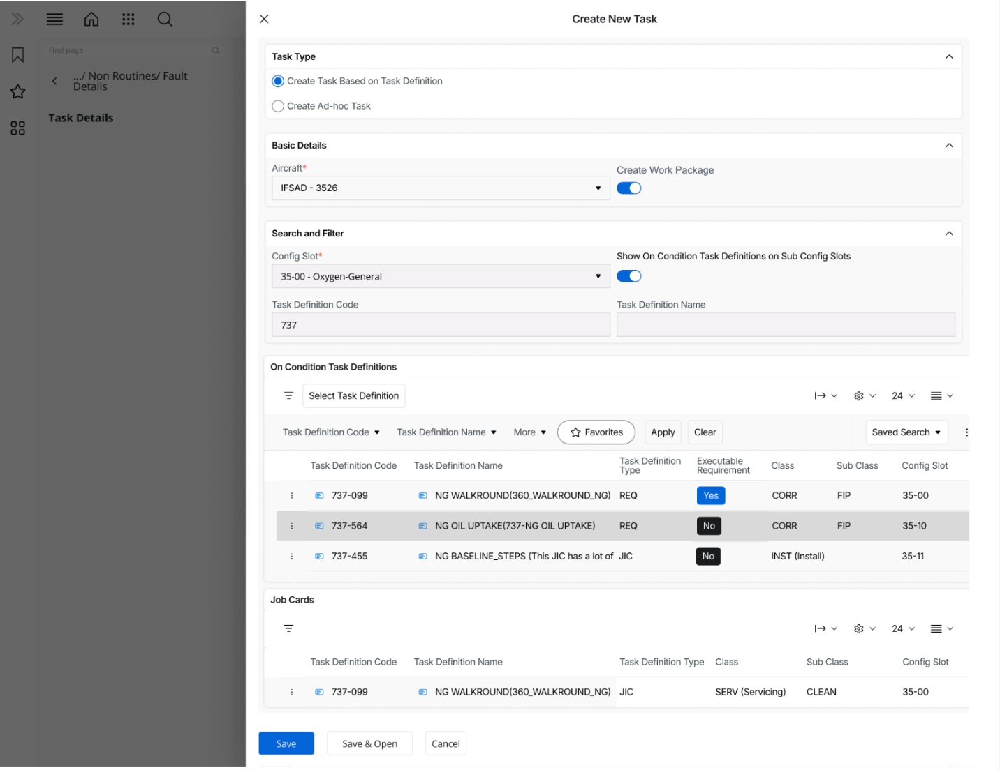 Create New Task
Find page
.../ Non Routines/ Fault
Details
Task Details
Task Type
Create Task Based on Task Definition
Create Ad-hoc Task
Basic Details
Aircraft*
Create Work Package
IFSAD - 3526
Search and Filter
Config Slot*
Show On Condition Task Definitions on Sub Config Slots
35-00 - Oxygen-General
Task Definition Code
Task Definition Name
737
On Condition Task Definitions
Select Task Definition
24
Task Definition Code
Task Definition Name
More
Favorites
Apply
Clear
Saved Search
Task Definition Code
Task Definition Name
Task Definition
Type
Executable
Requirement
Class
Sub Class
Config Slot
737-099
NG WALKROUND(360_WALKROUND_NG)
REQ
Yes
CORR
FIP
35-00
737-564
NG OIL UPTAKE(737-NG OIL UPTAKE)
REQ
No
CORR
FIP
35-10
737-455
NG BASELINE_STEPS (This JIC has a lot of
JIC
No
INST (Install)
35-11
Job Cards
24
Task Definition Code
Task Definition Name
Task Definition Type
Class
Sub Class
Config Slot
737-099
NG WALKROUND(360_WALKROUND_NG)
JIC
SERV (Servicing)
CLEAN
35-00
Save
Save & Open
Cancel